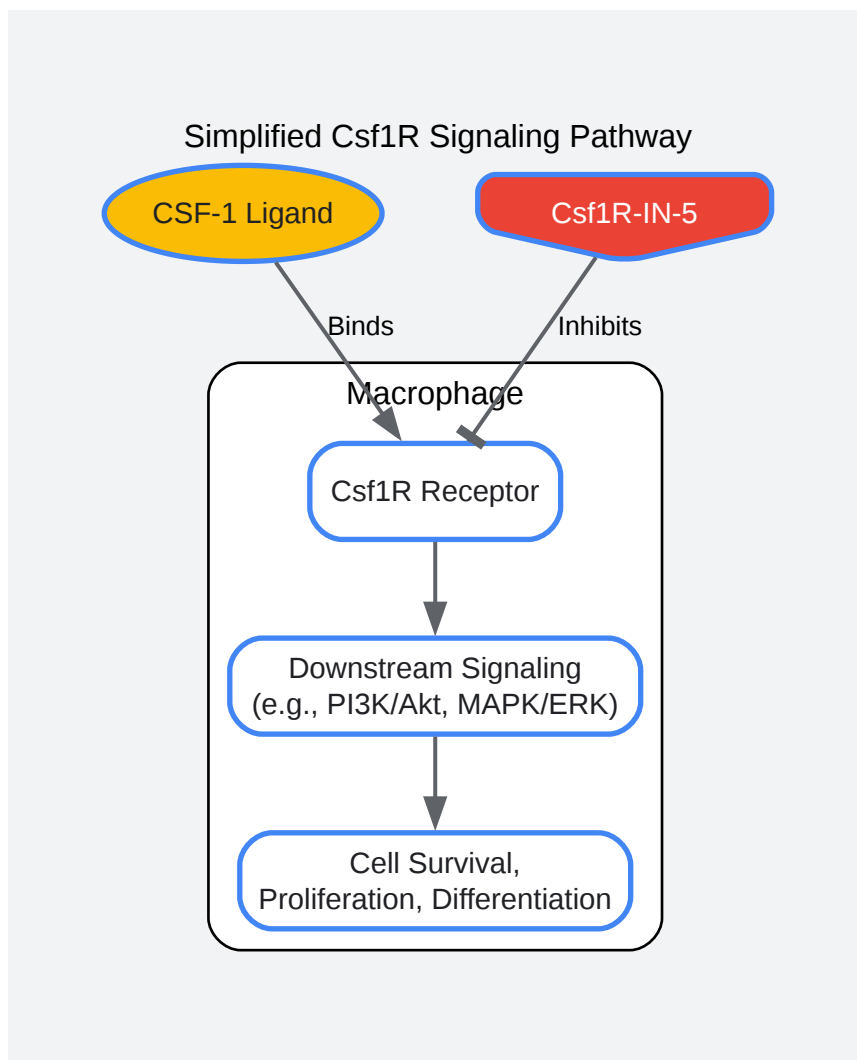 Simplified Csf1R Signaling Pathway
CSF-1 Ligand
Csf1R-IN-5
Binds
Inhibits
Macrophage
Csf1R Receptor
Downstream Signaling
(e.g., PI3K/Akt, MAPK/ERK)
Cell Survival,
Proliferation, Differentiation